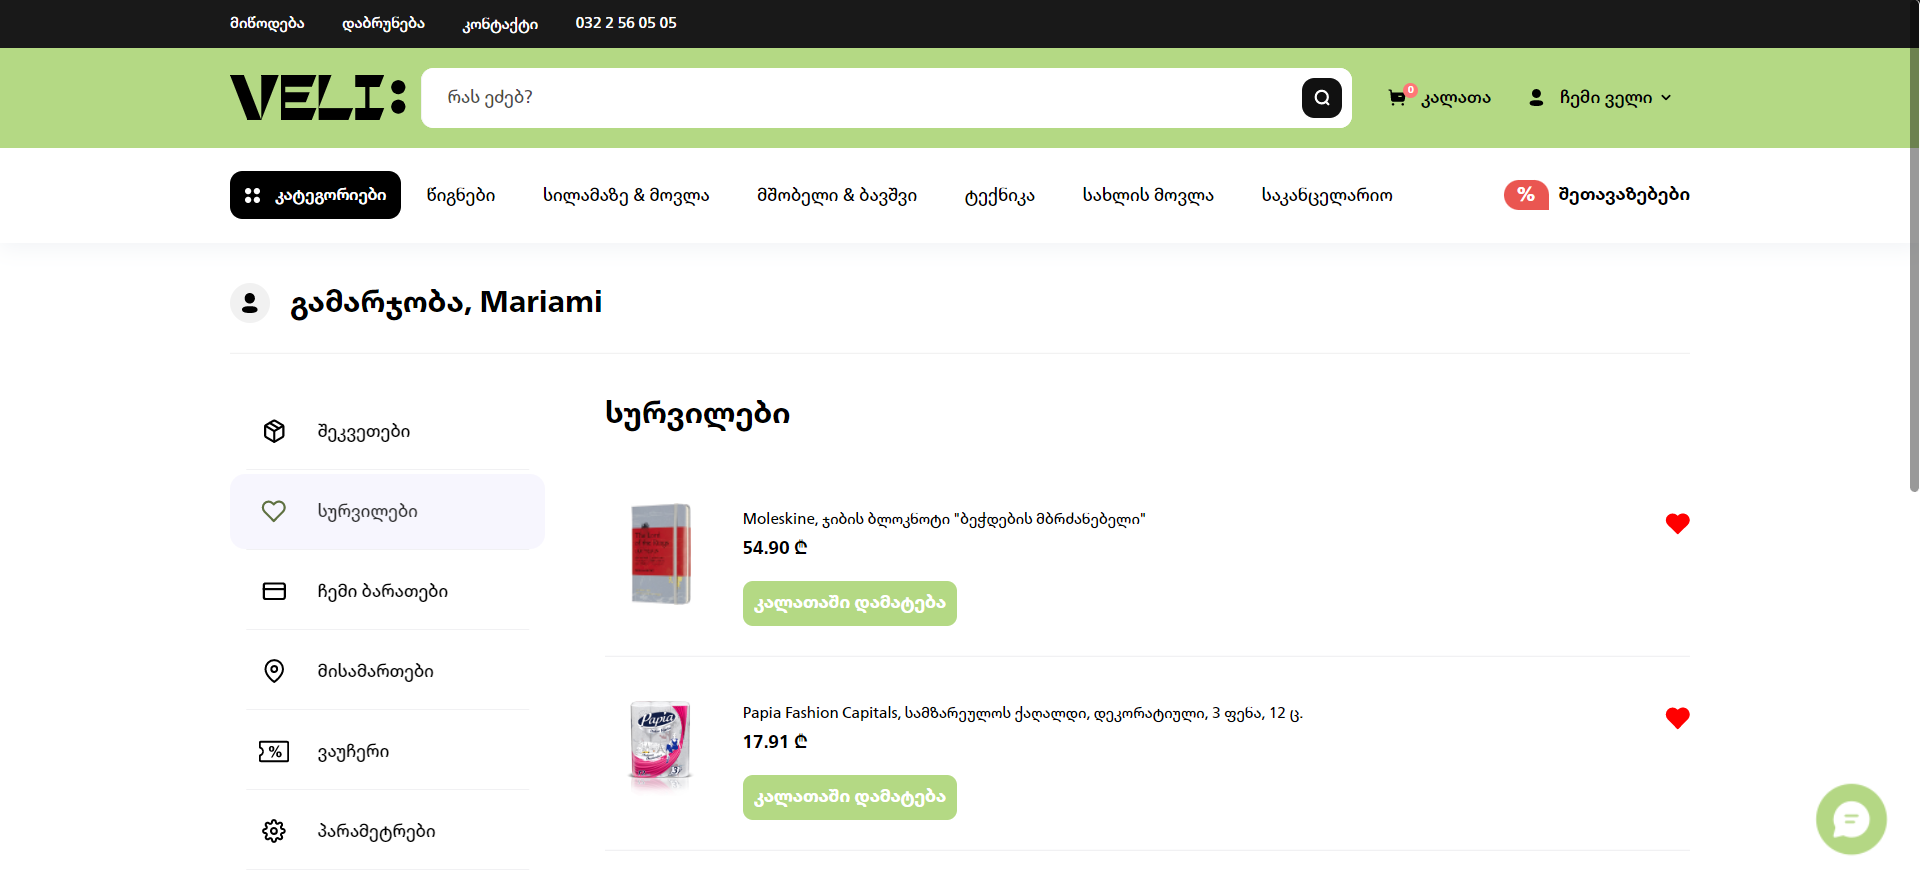 მიწოდება დაბრუნება კონტაქტი 032 2 56 05 05
VELI:
რას ეძებ?
0 კალათა
ჩემი ველი
კატეგორიები წიგნები სილამაზე & მოვლა მშობელი & ბავშვი ტექნიკა სახლის მოვლა საკანცელარიო % შეთავაზებები
გამარჯობა, Mariami
სურვილები
შეკვეთები
სურვილები
ჩემი ბარათები
მისამართები
% ვაუჩერი
პარამეტრები
Moleskine, ჯიბის ბლოკნოტი "ბეჭდების მბრძანებელი"
54.90 ₾
კალათაში დამატება
Papia
Papia Fashion Capitals, სამზარეულოს ქაღალდი, დეკორატიული, 3 ფენა, 12 ც.
17.91 ₾
კალათაში დამატება